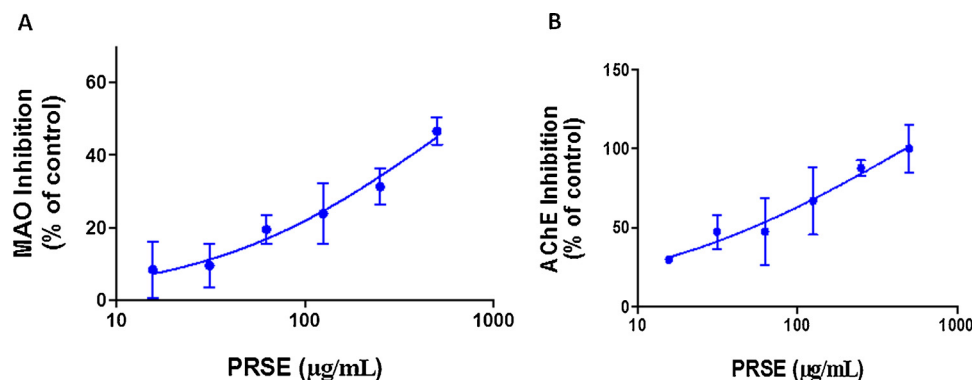 A
MAO Inhibition
(% of control)
60
40
20
0
10
100
1000
PRSE (µg/mL)
B
AChE Inhibition
(% of control)
150
100
50
0
10
100
1000
PRSE (µg/mL)